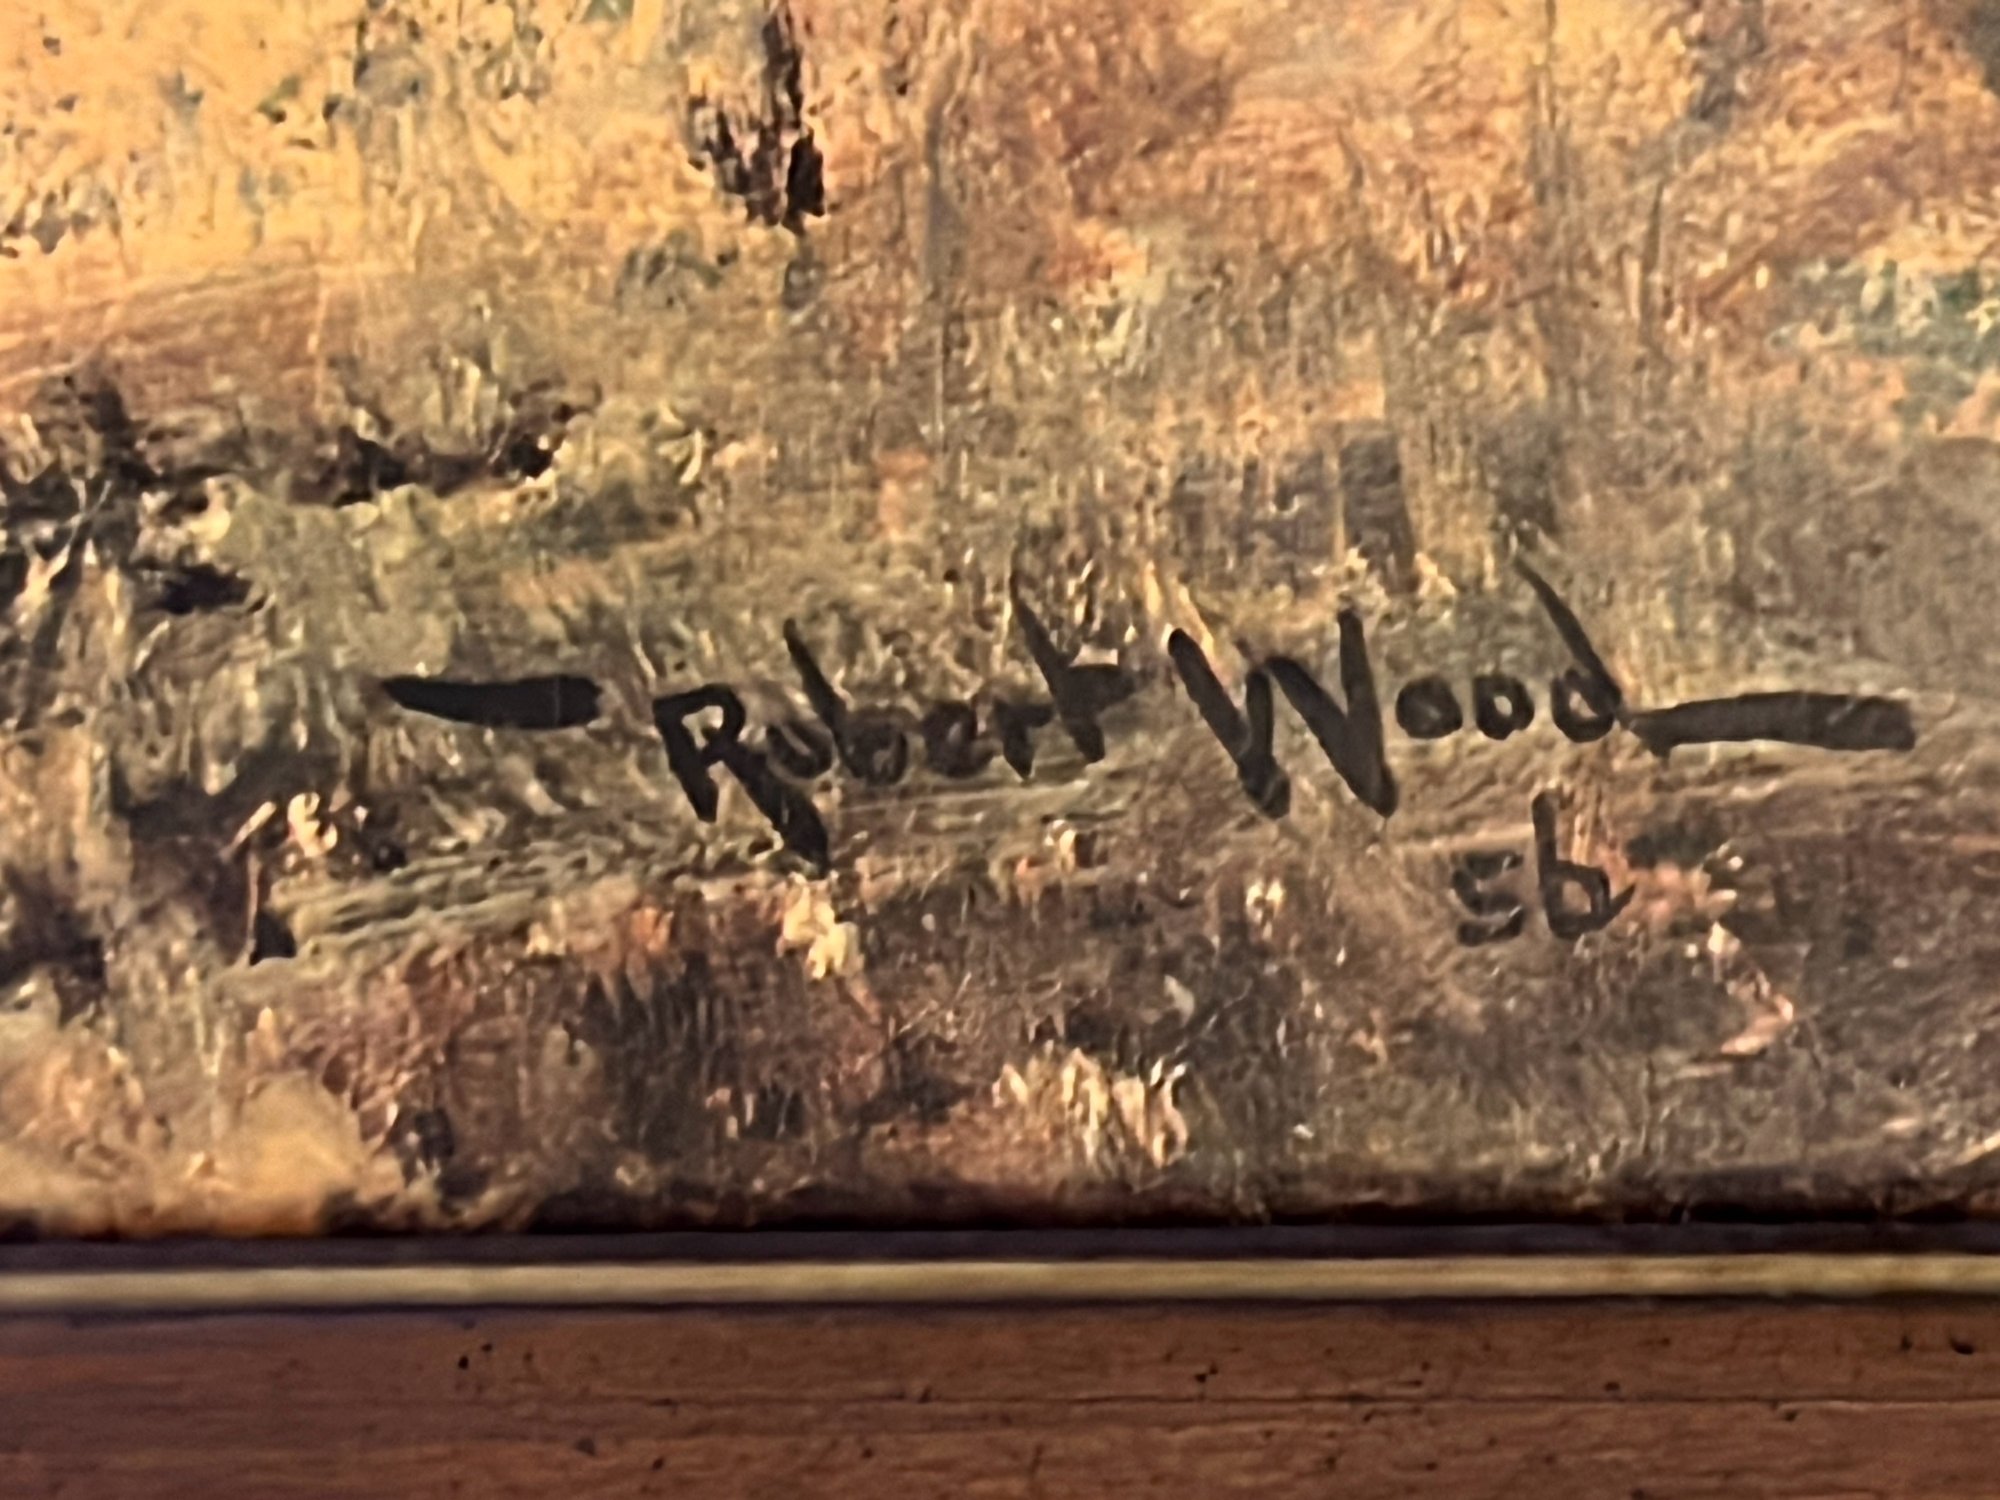 — Robert Wood —
56